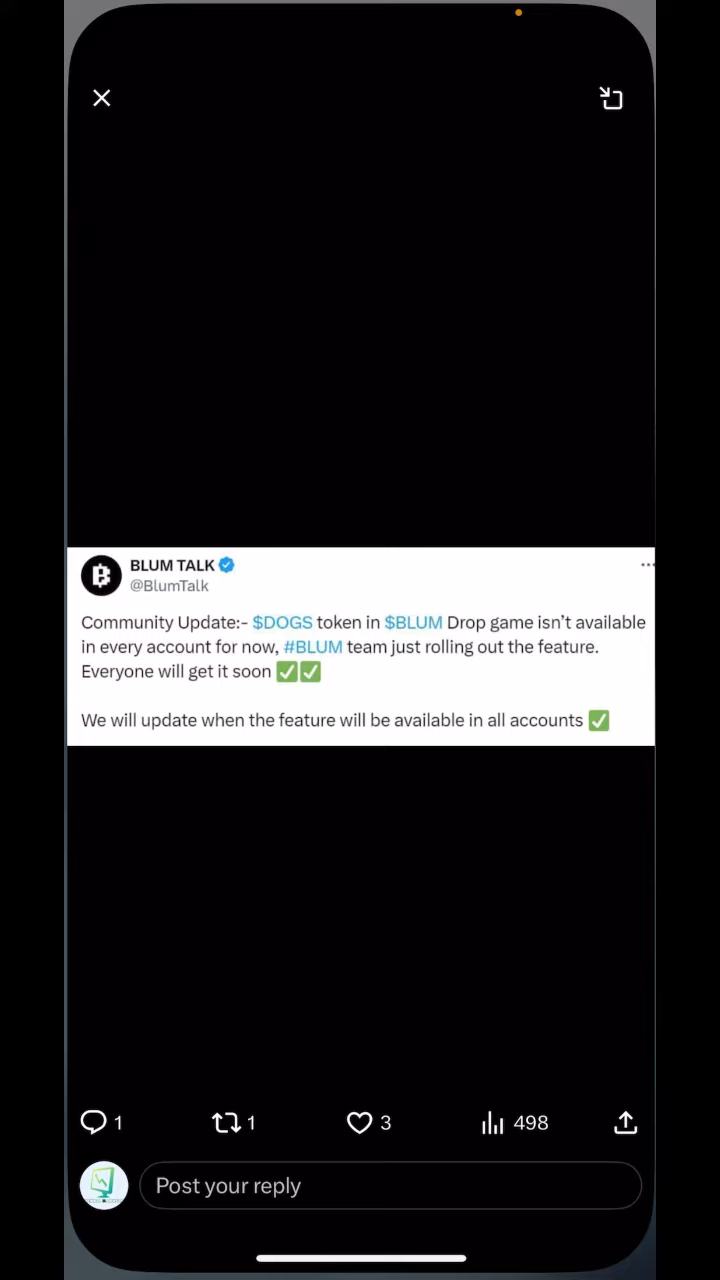 BLUM TALK
@BlumTalk
Community Update:- $DOGS token in $BLUM Drop game isn't available
in every account for now, #BLUM team just rolling out the feature.
Everyone will get it soon ✅✅
We will update when the feature will be available in all accounts ✅
1 1 3 498
Post your reply